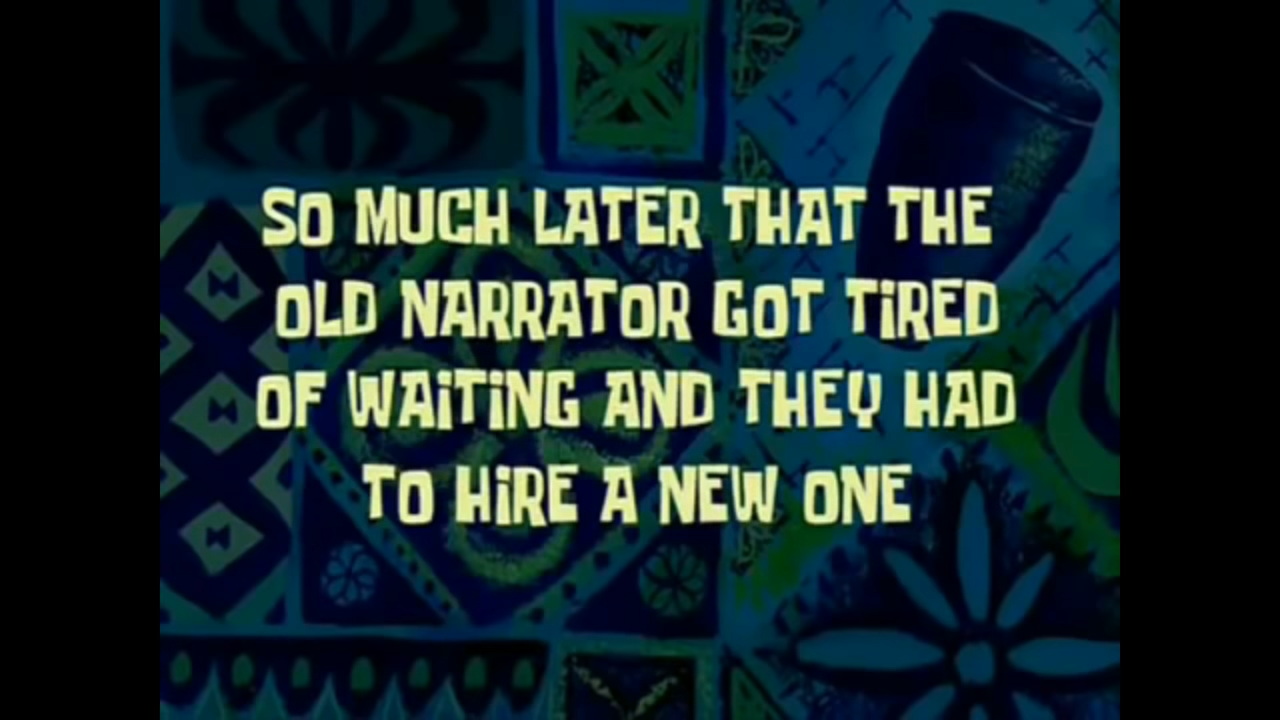 SO MUCH LATER THAT THE
OLD NARRATOR GOT TIRED
OF WAITING AND THEY HAD
TO HIRE A NEW ONE